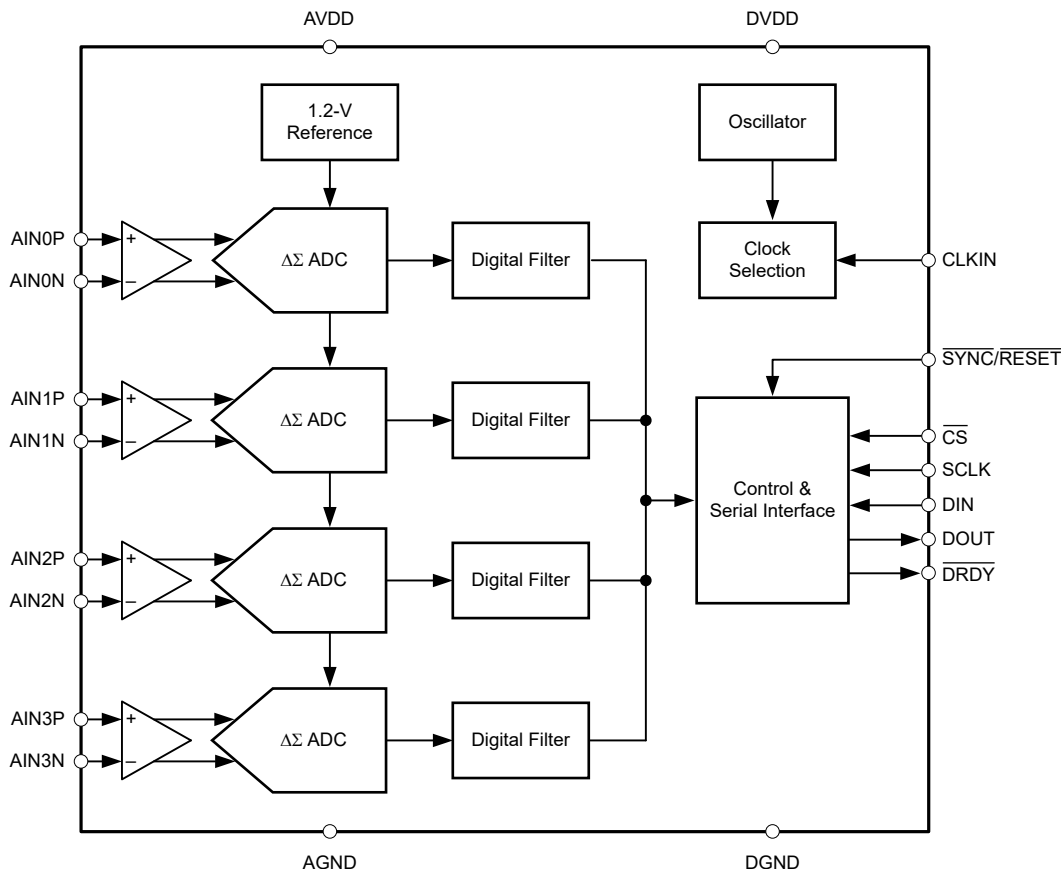 AVDD
DVDD
1.2-V
Reference
Oscillator
AIN0P
+
AIN0N
–
ΔΣ ADC
Digital Filter
Clock
Selection
CLKIN
SYNC/RESET
AIN1P
+
AIN1N
–
ΔΣ ADC
Digital Filter
CS
SCLK
Control &
Serial Interface
DIN
DOUT
DRDY
AIN2P
+
AIN2N
–
ΔΣ ADC
Digital Filter
AIN3P
+
AIN3N
–
ΔΣ ADC
Digital Filter
AGND
DGND